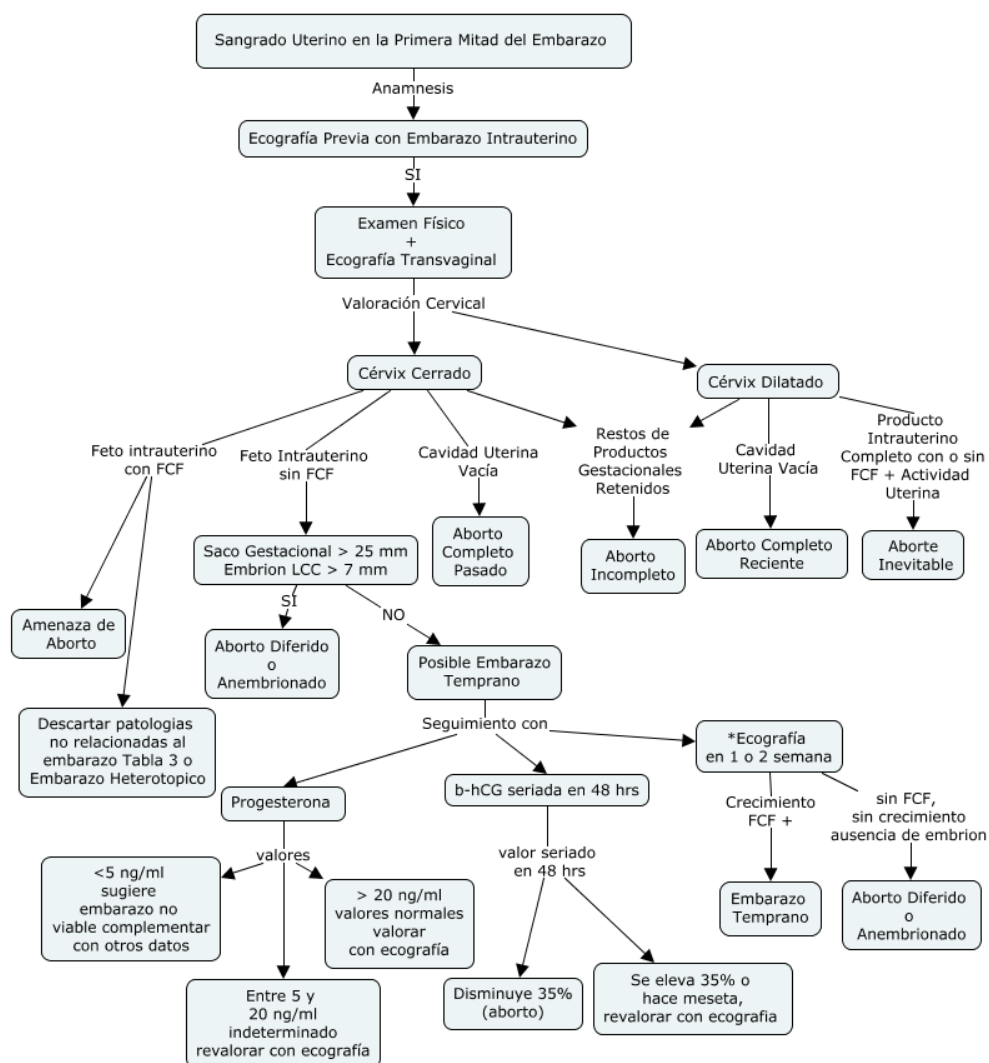 Sangrado Uterino en la Primera Mitad del Embarazo
Anamnesis
Ecografía Previa con Embarazo Intrauterino
SI
Examen Físico
+
Ecografía Transvaginal
Valoración Cervical
Cérvix Cerrado
Cérvix Dilatado
Feto intrauterino
con FCF
Feto Intrauterino
sin FCF
Cavidad Uterina
Vacía
Restos de
Productos
Gestacionales
Retenidos
Cavidad
Uterina Vacía
Producto
Intrauterino
Completo con o sin
FCF + Actividad
Uterina
Saco Gestacional > 25 mm
Embrion LCC > 7 mm
Aborto
Completo
Pasado
Aborto
Incompleto
Aborto Completo
Reciente
Aborte
Inevitable
SI
NO
Amenaza de
Aborto
Aborto Diferido
o
Anembrionado
Posible Embarazo
Temprano
Descartar patologias
no relacionadas al
embarazo Tabla 3 o
Embarazo Heterotopico
Seguimiento con
*Ecografía
en 1 o 2 semana
Progesterona
b-hCG seriada en 48 hrs
Crecimiento
FCF +
sin FCF,
sin crecimiento
ausencia de embrion
valores
valor seriado
en 48 hrs
<5 ng/ml
sugiere
embarazo no
viable complementar
con otros datos
> 20 ng/ml
valores normales
valorar
con ecografía
Embarazo
Temprano
Aborto Diferido
o
Anembrionado
Entre 5 y
20 ng/ml
indeterminado
revalorar con ecografía
Disminuye 35%
(aborto)
Se eleva 35% o
hace meseta,
revalorar con ecografia